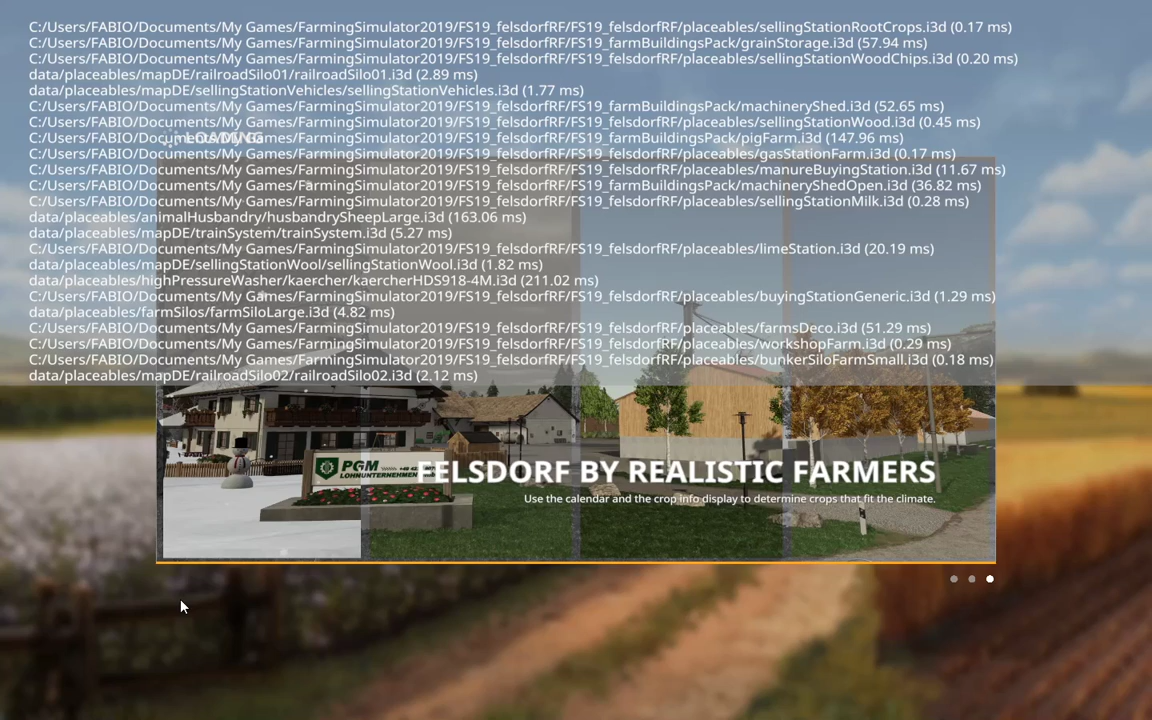 C:/Users/FABIO/Documents/My Games/FarmingSimulator2019/FS19_felsdorfRF/FS19_felsdorfRF/placeables/sellingStationRootCrops.i3d (0.17 ms)
C:/Users/FABIO/Documents/My Games/FarmingSimulator2019/FS19_felsdorfRF/FS19_farmBuildingsPack/grainStorage.i3d (57.94 ms)
C:/Users/FABIO/Documents/My Games/FarmingSimulator2019/FS19_felsdorfRF/FS19_felsdorfRF/placeables/sellingStationWoodChips.i3d (0.20 ms)
data/placeables/mapDE/railroadSilo01/railroadSilo01.i3d (2.89 ms)
data/placeables/mapDE/sellingStationVehicles/sellingStationVehicles.i3d (1.77 ms)
C:/Users/FABIO/Documents/My Games/FarmingSimulator2019/FS19_felsdorfRF/FS19_farmBuildingsPack/machineryShed.i3d (52.65 ms)
C:/Users/FABIO/Documents/My Games/FarmingSimulator2019/FS19_felsdorfRF/FS19_felsdorfRF/placeables/sellingStationWood.i3d (0.45 ms)
C:/Users/FABIO/Documents/My Games/FarmingSimulator2019/FS19_felsdorfRF/FS19_farmBuildingsPack/pigFarm.i3d (147.96 ms)
LOADING
C:/Users/FABIO/Documents/My Games/FarmingSimulator2019/FS19_felsdorfRF/FS19_felsdorfRF/placeables/gasStationFarm.i3d (0.17 ms)
C:/Users/FABIO/Documents/My Games/FarmingSimulator2019/FS19_felsdorfRF/FS19_felsdorfRF/placeables/manureBuyingStation.i3d (11.67 ms)
C:/Users/FABIO/Documents/My Games/FarmingSimulator2019/FS19_felsdorfRF/FS19_farmBuildingsPack/machineryShedOpen.i3d (36.82 ms)
C:/Users/FABIO/Documents/My Games/FarmingSimulator2019/FS19_felsdorfRF/FS19_felsdorfRF/placeables/sellingStationMilk.i3d (0.28 ms)
data/placeables/animalHusbandry/husbandrySheepLarge.i3d (163.06 ms)
data/placeables/mapDE/trainSystem/trainSystem.i3d (5.27 ms)
C:/Users/FABIO/Documents/My Games/FarmingSimulator2019/FS19_felsdorfRF/FS19_felsdorfRF/placeables/limeStation.i3d (20.19 ms)
data/placeables/mapDE/sellingStationWool/sellingStationWool.i3d (1.82 ms)
data/placeables/highPressureWasher/kaercher/kaercherHDS918-4M.i3d (211.02 ms)
C:/Users/FABIO/Documents/My Games/FarmingSimulator2019/FS19_felsdorfRF/FS19_felsdorfRF/placeables/buyingStationGeneric.i3d (1.29 ms)
data/placeables/farmSilos/farmSiloLarge.i3d (4.82 ms)
C:/Users/FABIO/Documents/My Games/FarmingSimulator2019/FS19_felsdorfRF/FS19_felsdorfRF/placeables/farmsDeco.i3d (51.29 ms)
C:/Users/FABIO/Documents/My Games/FarmingSimulator2019/FS19_felsdorfRF/FS19_felsdorfRF/placeables/workshopFarm.i3d (0.29 ms)
C:/Users/FABIO/Documents/My Games/FarmingSimulator2019/FS19_felsdorfRF/FS19_felsdorfRF/placeables/bunkerSiloFarmSmall.i3d (0.18 ms)
data/placeables/mapDE/railroadSilo02/railroadSilo02.i3d (2.12 ms)
PGM
LOHNUNTERNEHMEN
FELSDORF BY REALISTIC FARMERS
Use the calendar and the crop info display to determine crops that fit the climate.